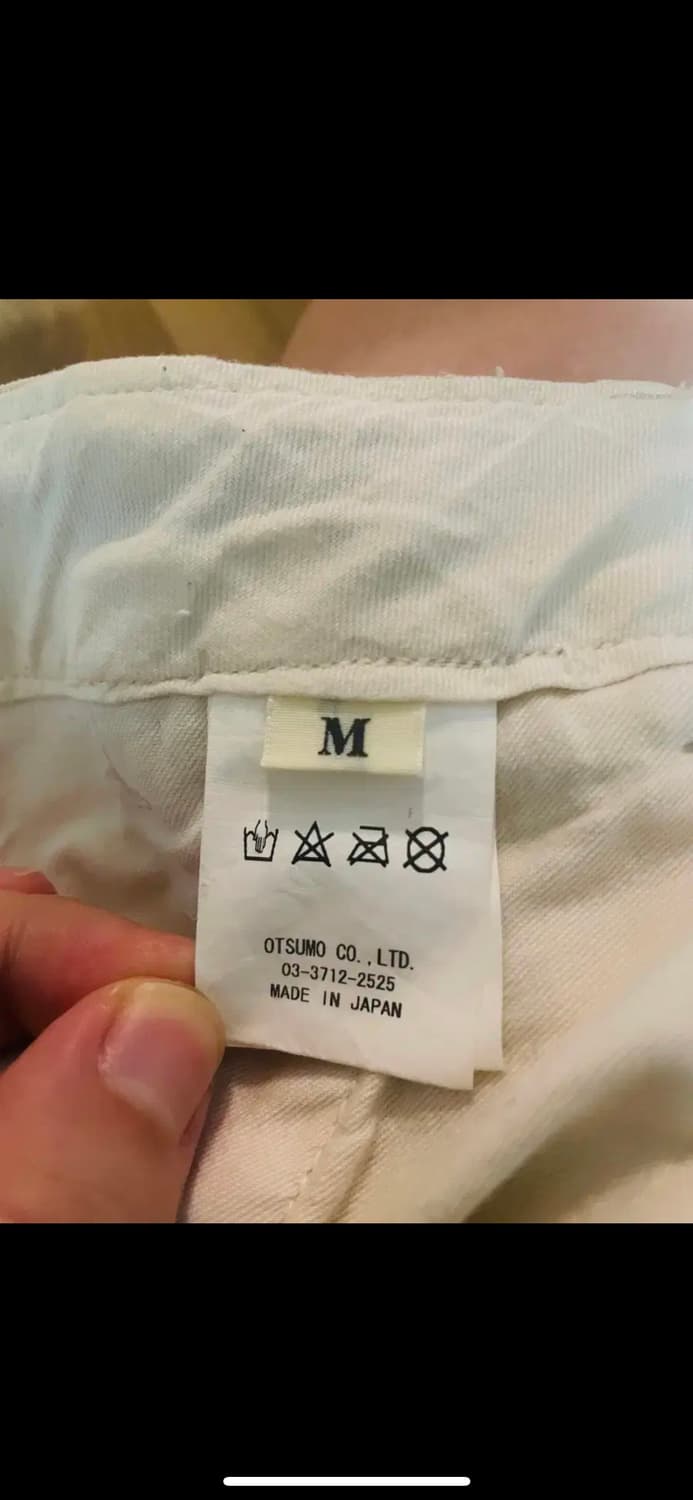 M
OTSUMO CO.,LTD.
03-3712-2525
MADE IN JAPAN